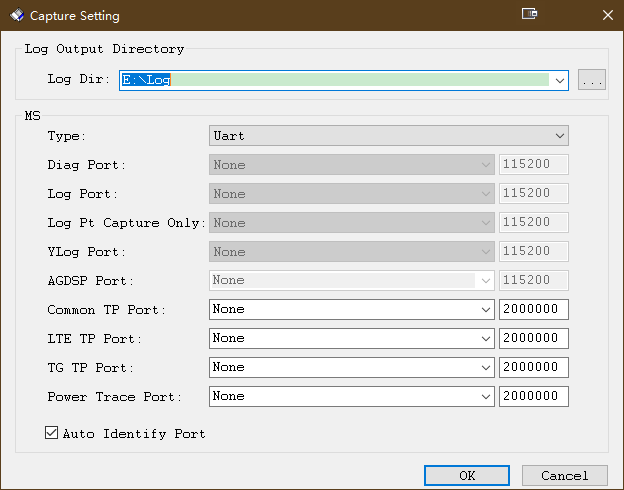 Capture Setting
Log Output Directory
Log Dir: E:\Log ...
MS
Type: Uart
Diag Port: None 115200
Log Port: None 115200
Log Pt Capture Only: None 115200
YLog Port: None 115200
AGDSP Port: None 115200
Common TP Port: None 2000000
LTE TP Port: None 2000000
TG TP Port: None 2000000
Power Trace Port: None 2000000
Auto Identify Port
OK Cancel